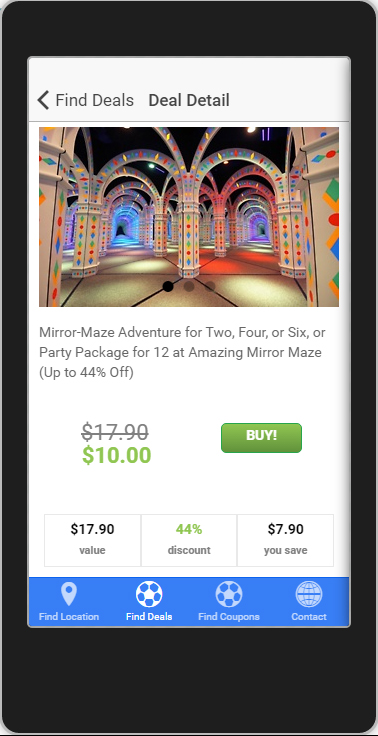 Find Deals Deal Detail
Mirror-Maze Adventure for Two, Four, or Six, or
Party Package for 12 at Amazing Mirror Maze
(Up to 44% Off)
$17.90
$10.00
BUY!
$17.90 44% $7.90
value discount you save
Find Location Find Deals Find Coupons Contact